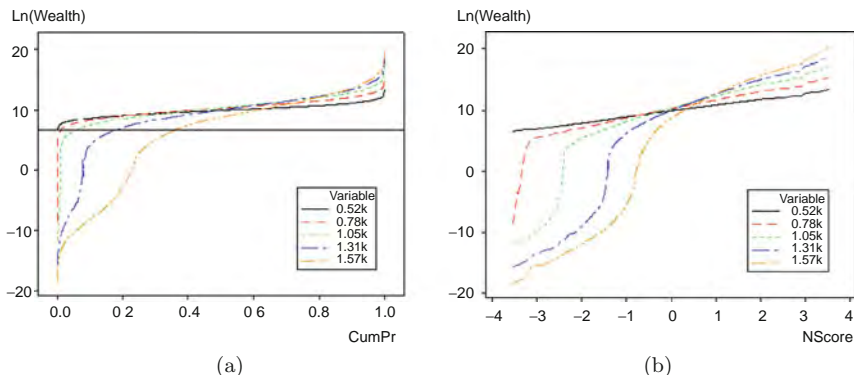 Ln(Wealth)
20
10
0
−10
−20
0.0 0 2 0 4 0 6 0.8 1.0
CumPr
Variable
0.52k
0.78k
1.05k
1.31k
1.57k
(a)
Ln(Wealth)
20
10
0
−10
−20
−4 −3 −2 −1 0 1 2 3 4
NScore
Variable
0.52k
0.78k
1.05k
1.31k
1.57k
(b)